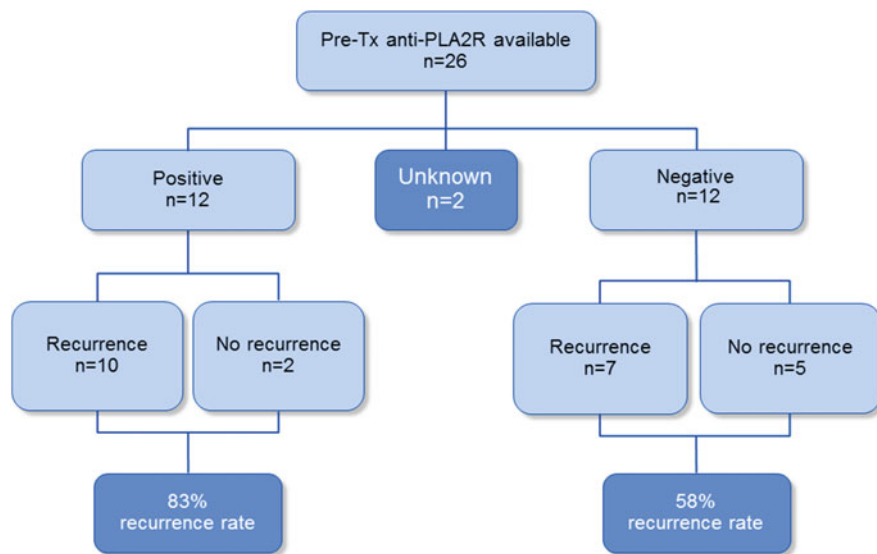 Pre-Tx anti-PLA2R available
n=26
Positive
n=12
Unknown
n=2
Negative
n=12
Recurrence
n=10
No recurrence
n=2
Recurrence
n=7
No recurrence
n=5
83%
recurrence rate
58%
recurrence rate